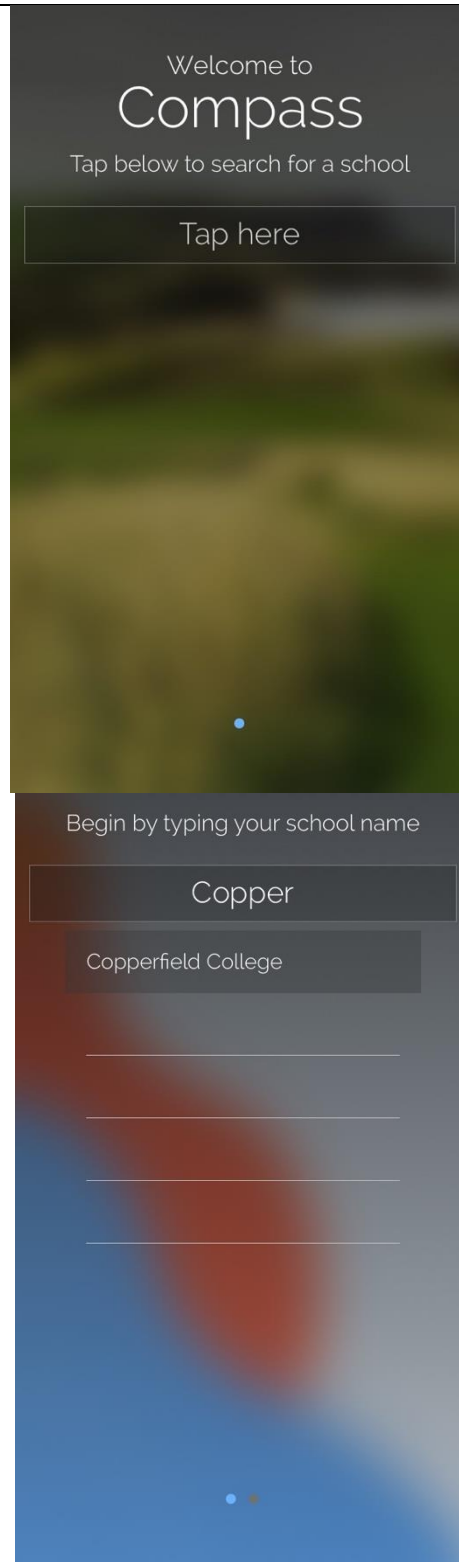 Welcome to
Compass
Tap below to search for a school
Tap here
Begin by typing your school name
Copper
Copperfield College